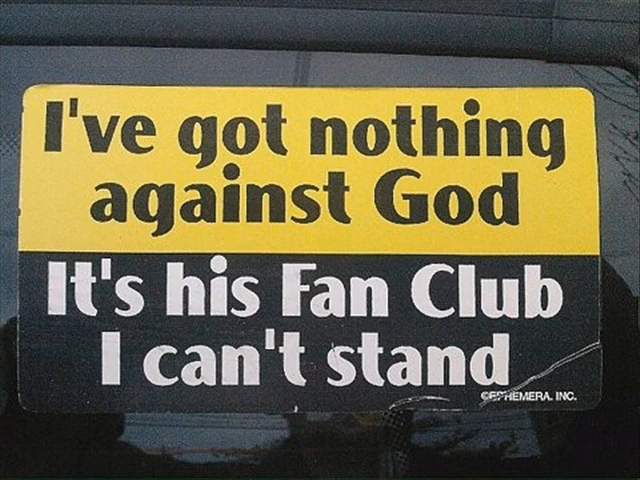 I've got nothing
against God
It's his Fan Club
I can't stand
©EPHEMERA, INC.